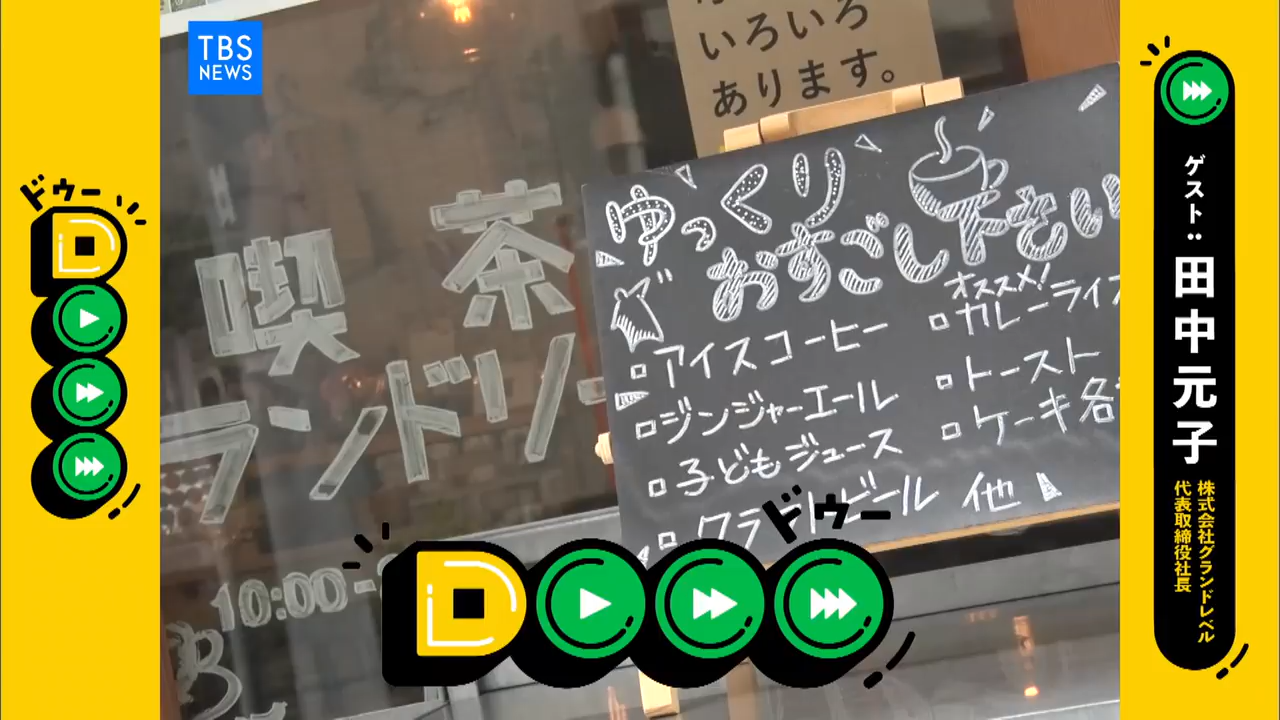 TBS
NEWS
ドゥー
D
いろいろ
あります。
喫茶
ランドリー
10:00-
ゆっくり
おすごし下さい
アイスコーヒー
ジンジャーエール
子どもジュース
クラフトビール 他
オススメ!
カレーライス
トースト
ケーキ各
ドゥー
D
ゲスト:田中元子
株式会社グランドレベル
代表取締役社長